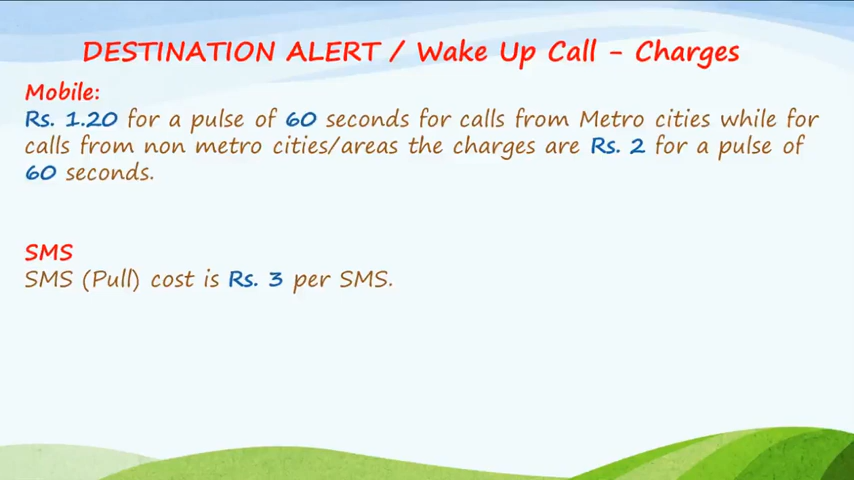 DESTINATION ALERT / Wake Up Call - Charges
Mobile:
Rs. 1.20 for a pulse of 60 seconds for calls from Metro cities while for
calls from non metro cities/areas the charges are Rs. 2 for a pulse of
60 seconds.
SMS
SMS (Pull) cost is Rs. 3 per SMS.